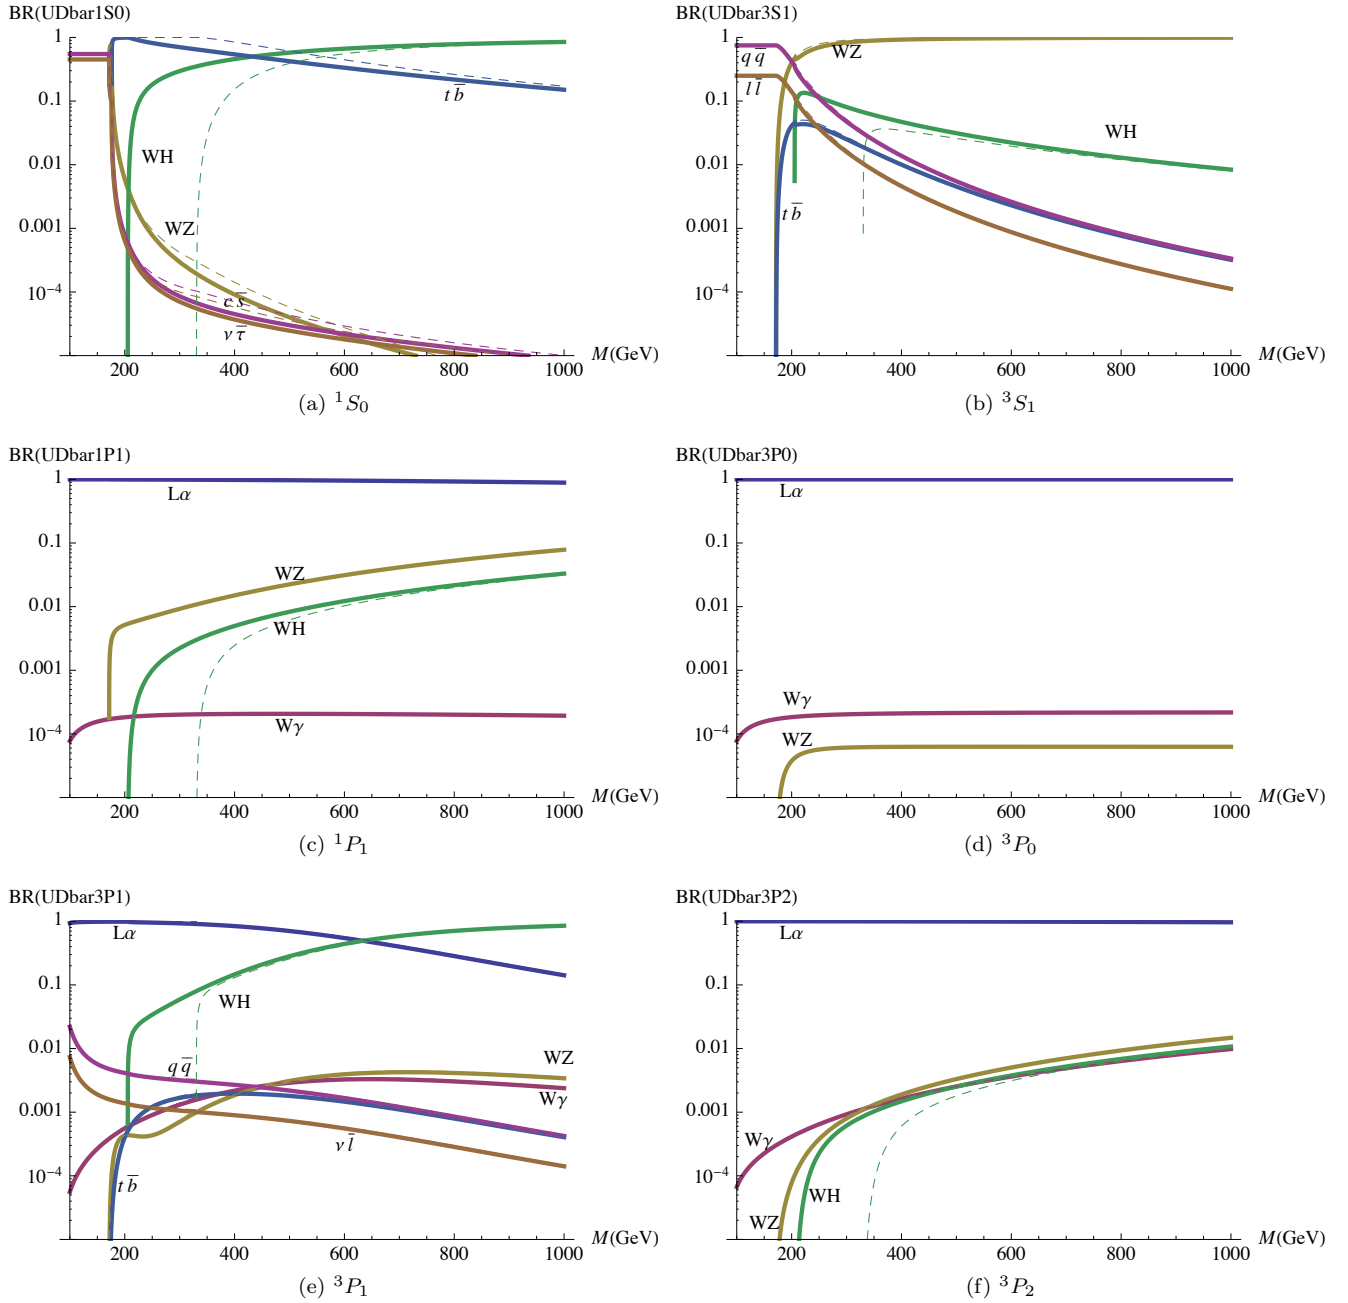 BR(UDbar1S0)
1
0.1
0.01
0.001
10⁻⁴
WH
WZ
t b̅
c s̅
ν τ̅
200 400 600 800 1000
M(GeV)
(a) ¹S₀
BR(UDbar3S1)
1
0.1
0.01
0.001
10⁻⁴
q q̅
l l̅
WZ
WH
t b̅
200 400 600 800 1000
M(GeV)
(b) ³S₁
BR(UDbar1P1)
1
0.1
0.01
0.001
10⁻⁴
Lα
WZ
WH
Wγ
200 400 600 800 1000
M(GeV)
(c) ¹P₁
BR(UDbar3P0)
1
0.1
0.01
0.001
10⁻⁴
Lα
Wγ
WZ
200 400 600 800 1000
M(GeV)
(d) ³P₀
BR(UDbar3P1)
1
0.1
0.01
0.001
10⁻⁴
Lα
WH
q q̅
WZ
Wγ
ν l̅
t b̅
200 400 600 800 1000
M(GeV)
(e) ³P₁
BR(UDbar3P2)
1
0.1
0.01
0.001
10⁻⁴
Lα
Wγ
WH
WZ
200 400 600 800 1000
M(GeV)
(f) ³P₂